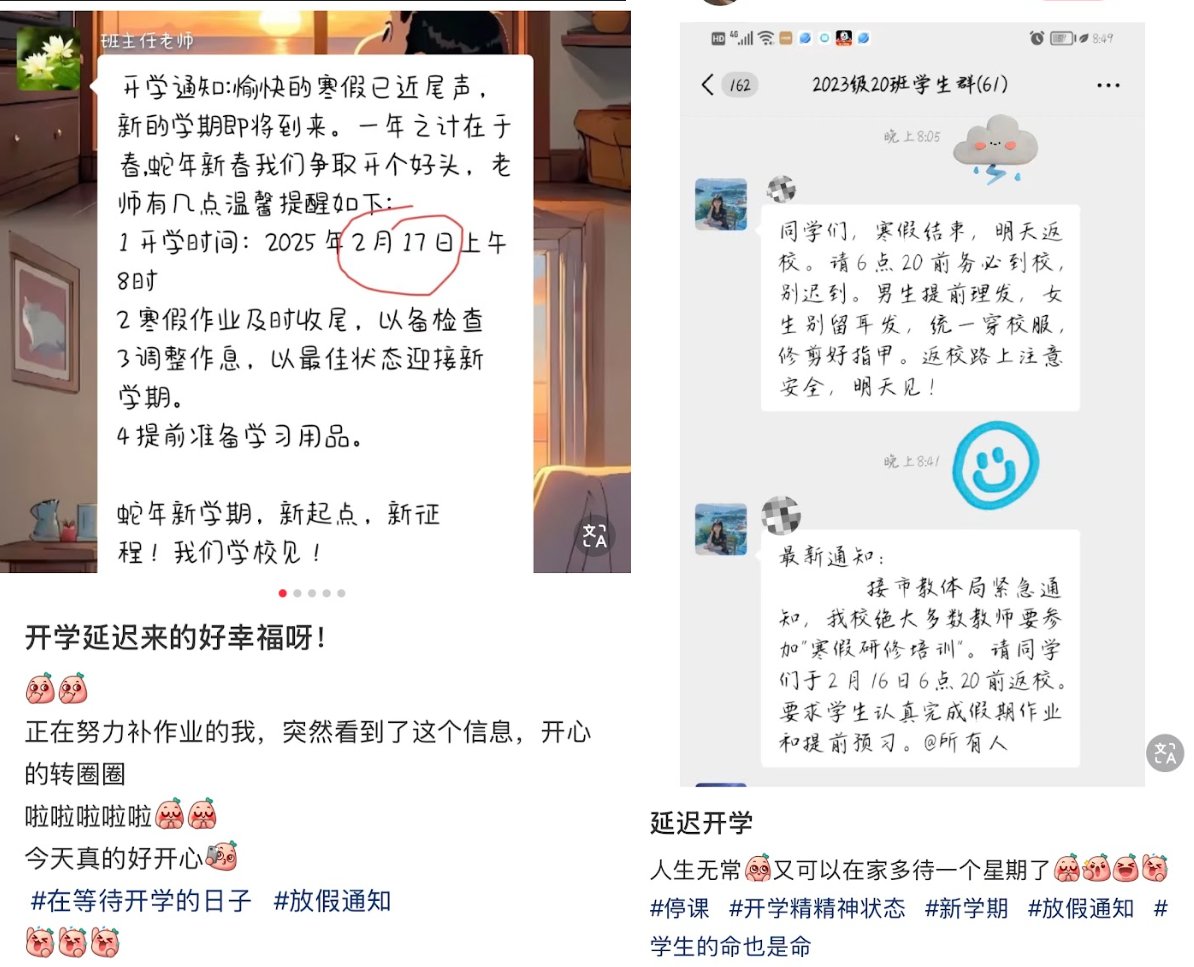 班主任老师
开学通知:愉快的寒假已近尾声，
新的学期即将到来。一年之计在于
春,蛇年新春我们争取开个好头，老
师有几点温馨提醒如下:
1 开学时间：2025 年 2 月 17 日上午
8时
2 寒假作业及时收尾，以备检查
3 调整作息，以最佳状态迎接新
学期。
4 提前准备学习用品。
蛇年新学期，新起点，新征
程！我们学校见！
文A
开学延迟来的好幸福呀！
正在努力补作业的我，突然看到了这个信息，开心
的转圈圈
啦啦啦啦啦
今天真的好开心
#在等待开学的日子 #放假通知
HD 4G 8:49
162 2023级20班学生群(61)
晚上8:05
同学们，寒假结束，明天返
校。请6点20前务必到校，
别迟到。男生提前理发，女
生别留耳发，统一穿校服，
修剪好指甲。返校路上注意
安全，明天见！
晚上8:41
最新通知：
接市教体局紧急通
知，我校绝大多数教师要参
加“寒假研修培训”。请同学
们于2月16日6点20前返校。
要求学生认真完成假期作业
和提前预习。@所有人
文A
延迟开学
人生无常又可以在家多待一个星期了
#停课 #开学精精神状态 #新学期 #放假通知 #
学生的命也是命